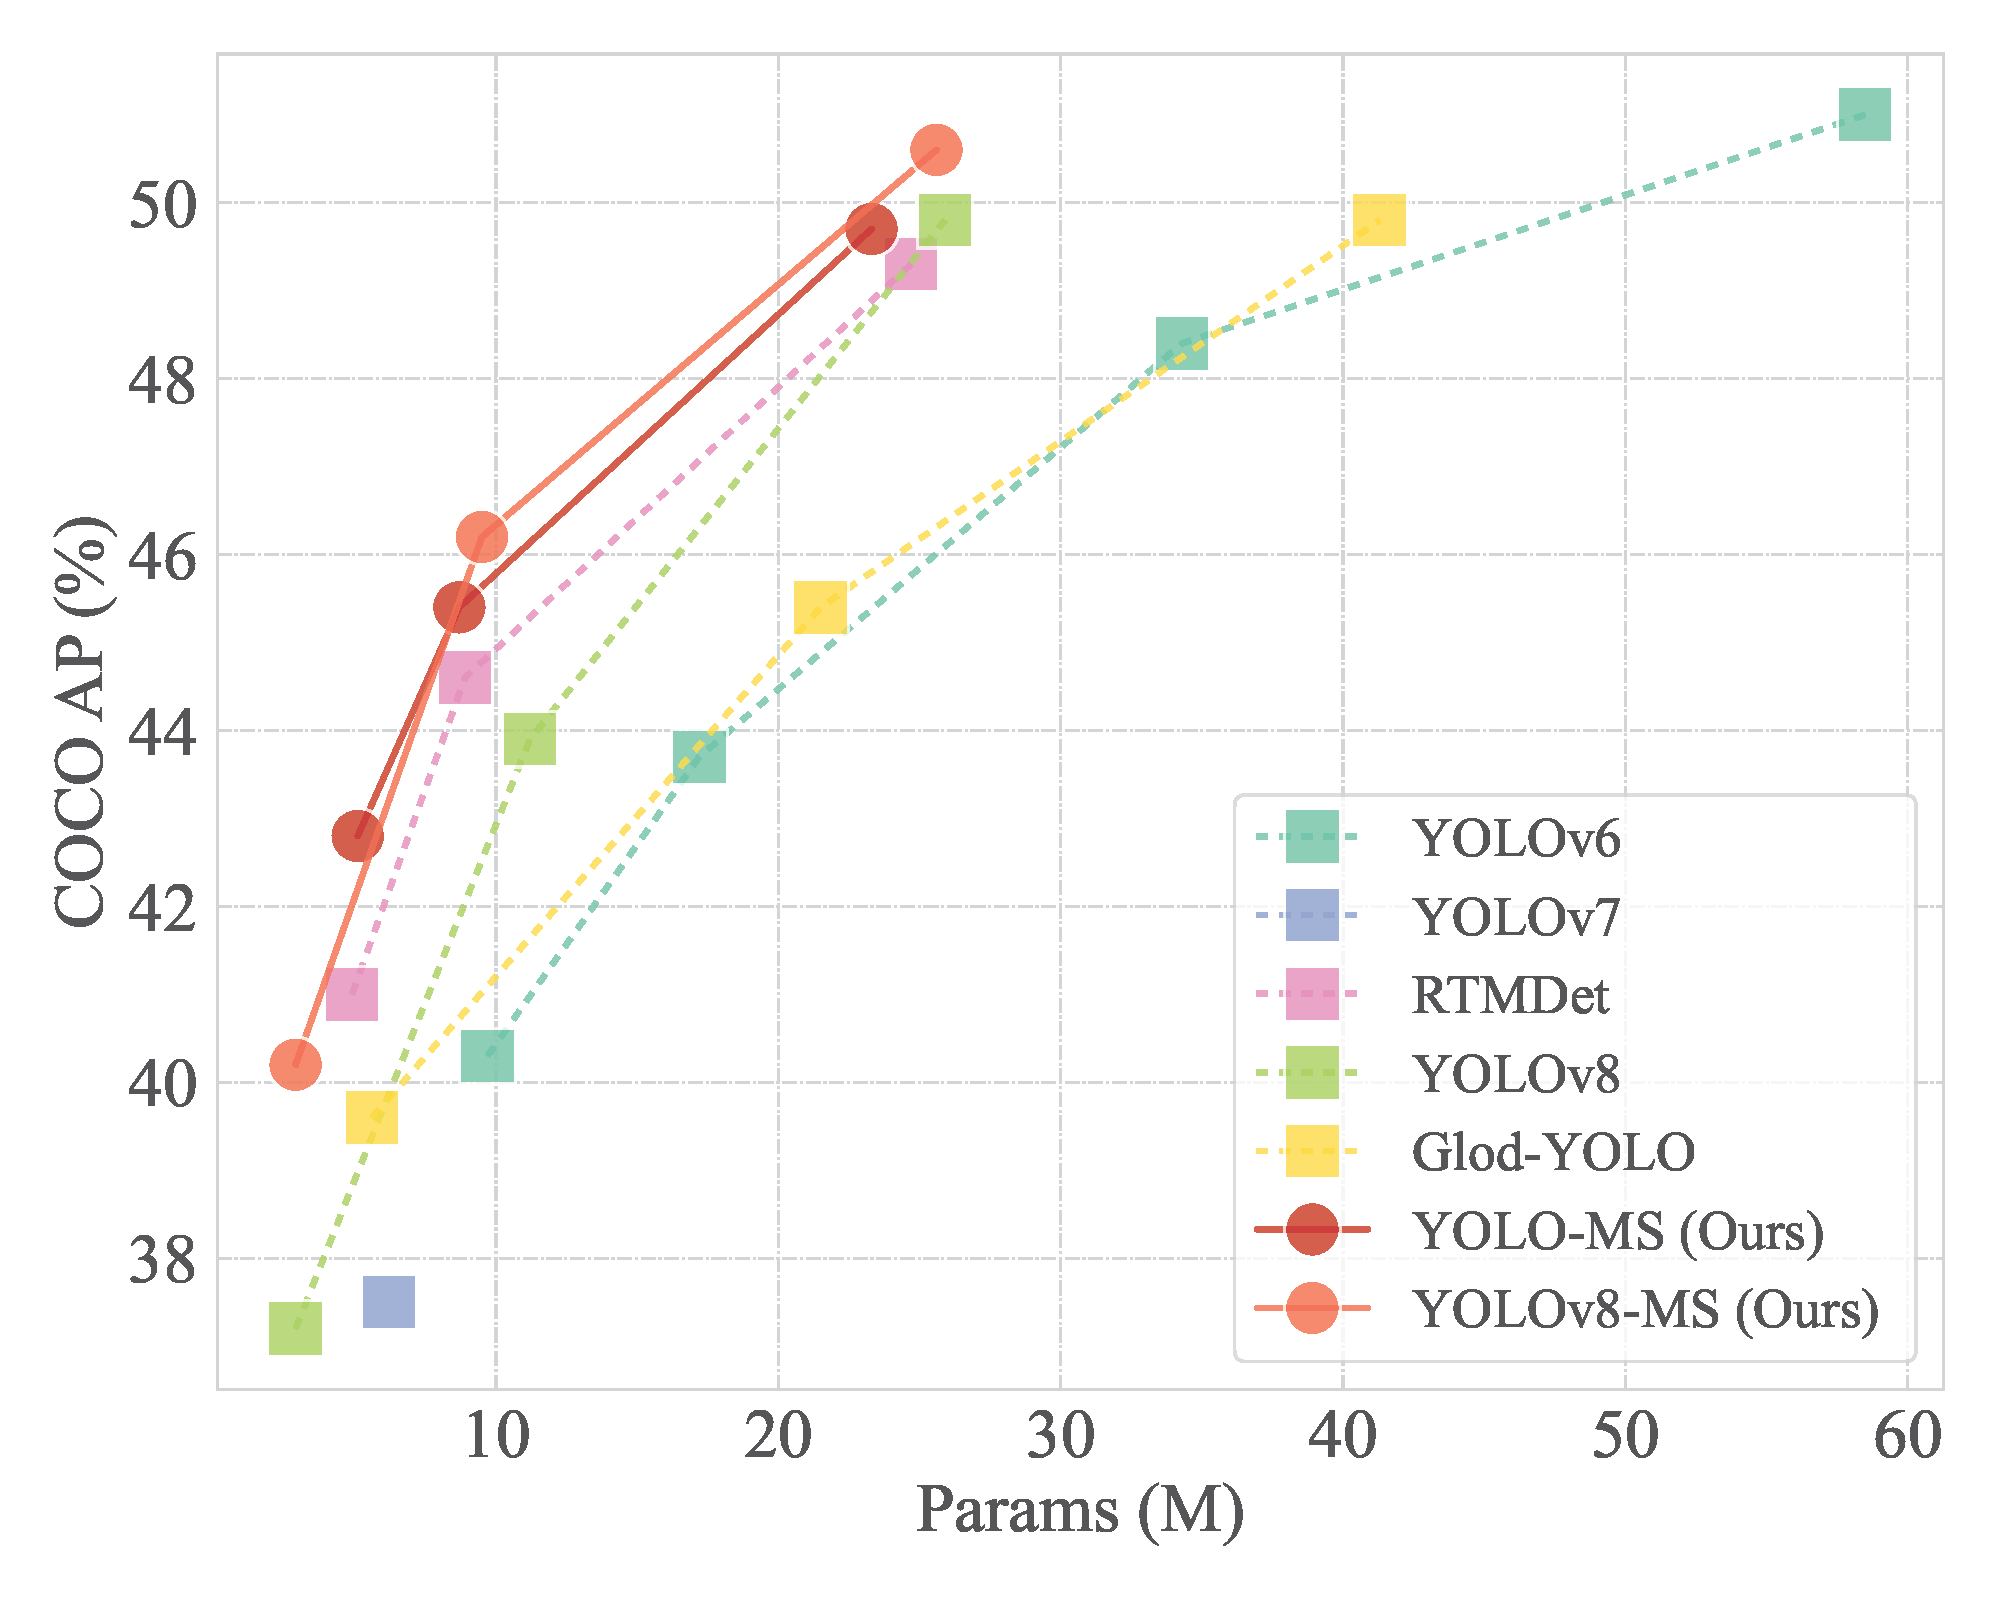 COCO AP (%)
50
48
46
44
42
40
38
10 20 30 40 50 60
Params (M)
YOLOv6
YOLOv7
RTMDet
YOLOv8
Glod-YOLO
YOLO-MS (Ours)
YOLOv8-MS (Ours)